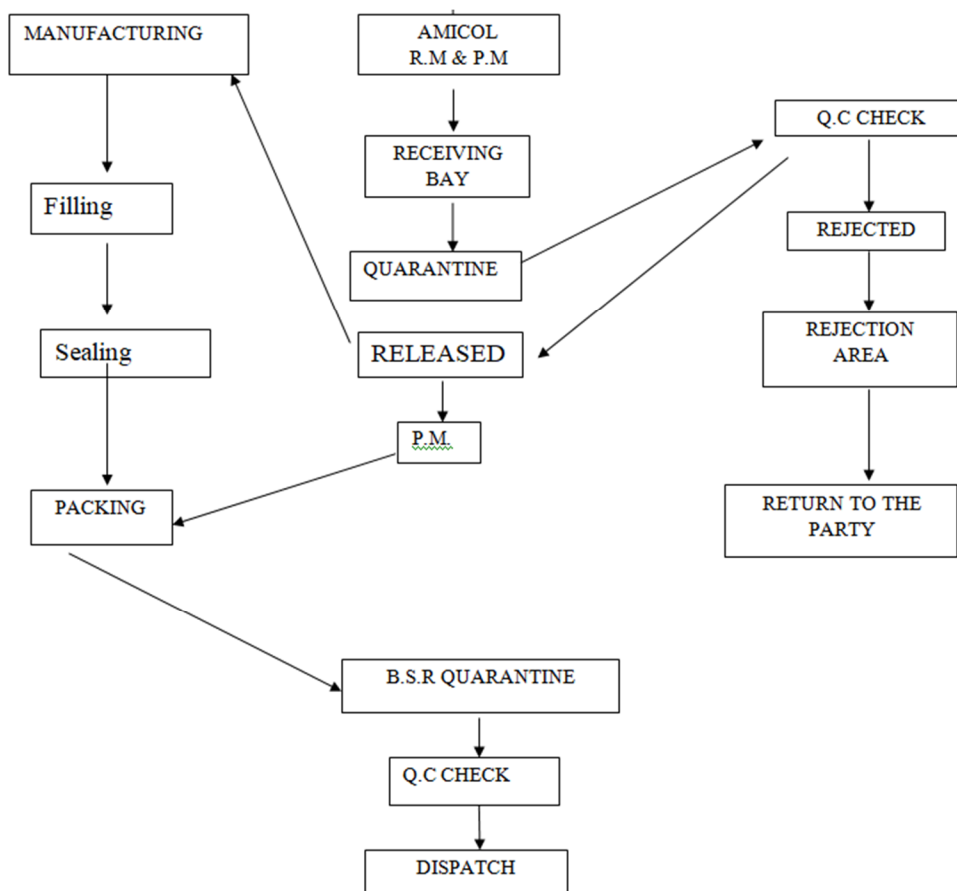 MANUFACTURING
AMICOL
R.M & P.M
Q.C CHECK
RECEIVING
BAY
Filling
REJECTED
QUARANTINE
Sealing
RELEASED
REJECTION
AREA
P.M.
PACKING
RETURN TO THE
PARTY
B.S.R QUARANTINE
Q.C CHECK
DISPATCH